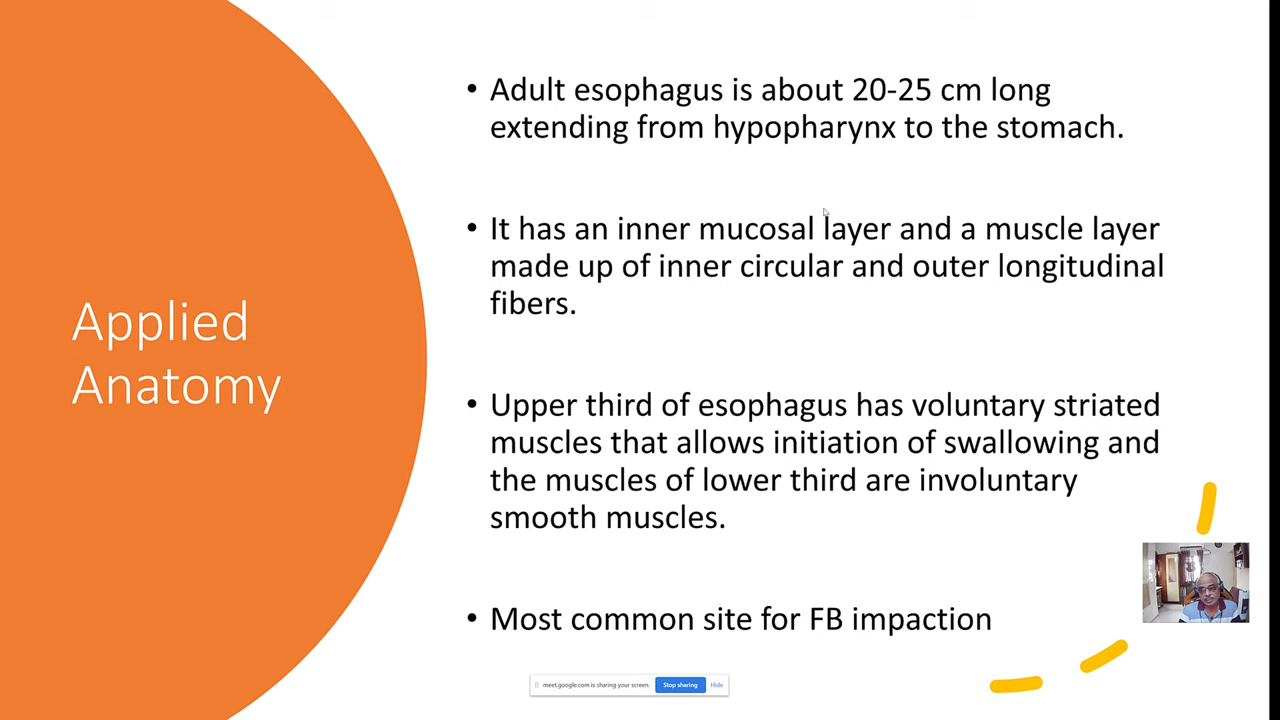 Applied
Anatomy
• Adult esophagus is about 20-25 cm long
extending from hypopharynx to the stomach.
• It has an inner mucosal layer and a muscle layer
made up of inner circular and outer longitudinal
fibers.
• Upper third of esophagus has voluntary striated
muscles that allows initiation of swallowing and
the muscles of lower third are involuntary
smooth muscles.
• Most common site for FB impaction
meet.google.com is sharing your screen. Stop sharing Hide